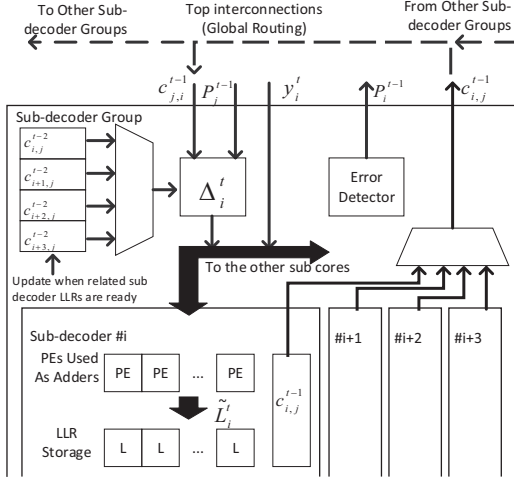 To Other Sub-
decoder Groups
Top interconnections
(Global Routing)
From Other Sub-
decoder Groups
c_{j,i}^{t-1}
P_j^{t-1}
y_i^t
P_i^{t-1}
c_{i,j}^{t-1}
Sub-decoder Group
c_{i,j}^{t-2}
c_{i+1,j}^{t-2}
c_{i+2,j}^{t-2}
c_{i+3,j}^{t-2}
Δ_i^t
Error
Detector
Update when related sub
decoder LLRs are ready
To the other sub cores
Sub-decoder #i
#i+1
#i+2
#i+3
PEs Used
As Adders
PE
PE
...
PE
L̃_i^t
c_{i,j}^{t-1}
LLR
Storage
L
L
...
L